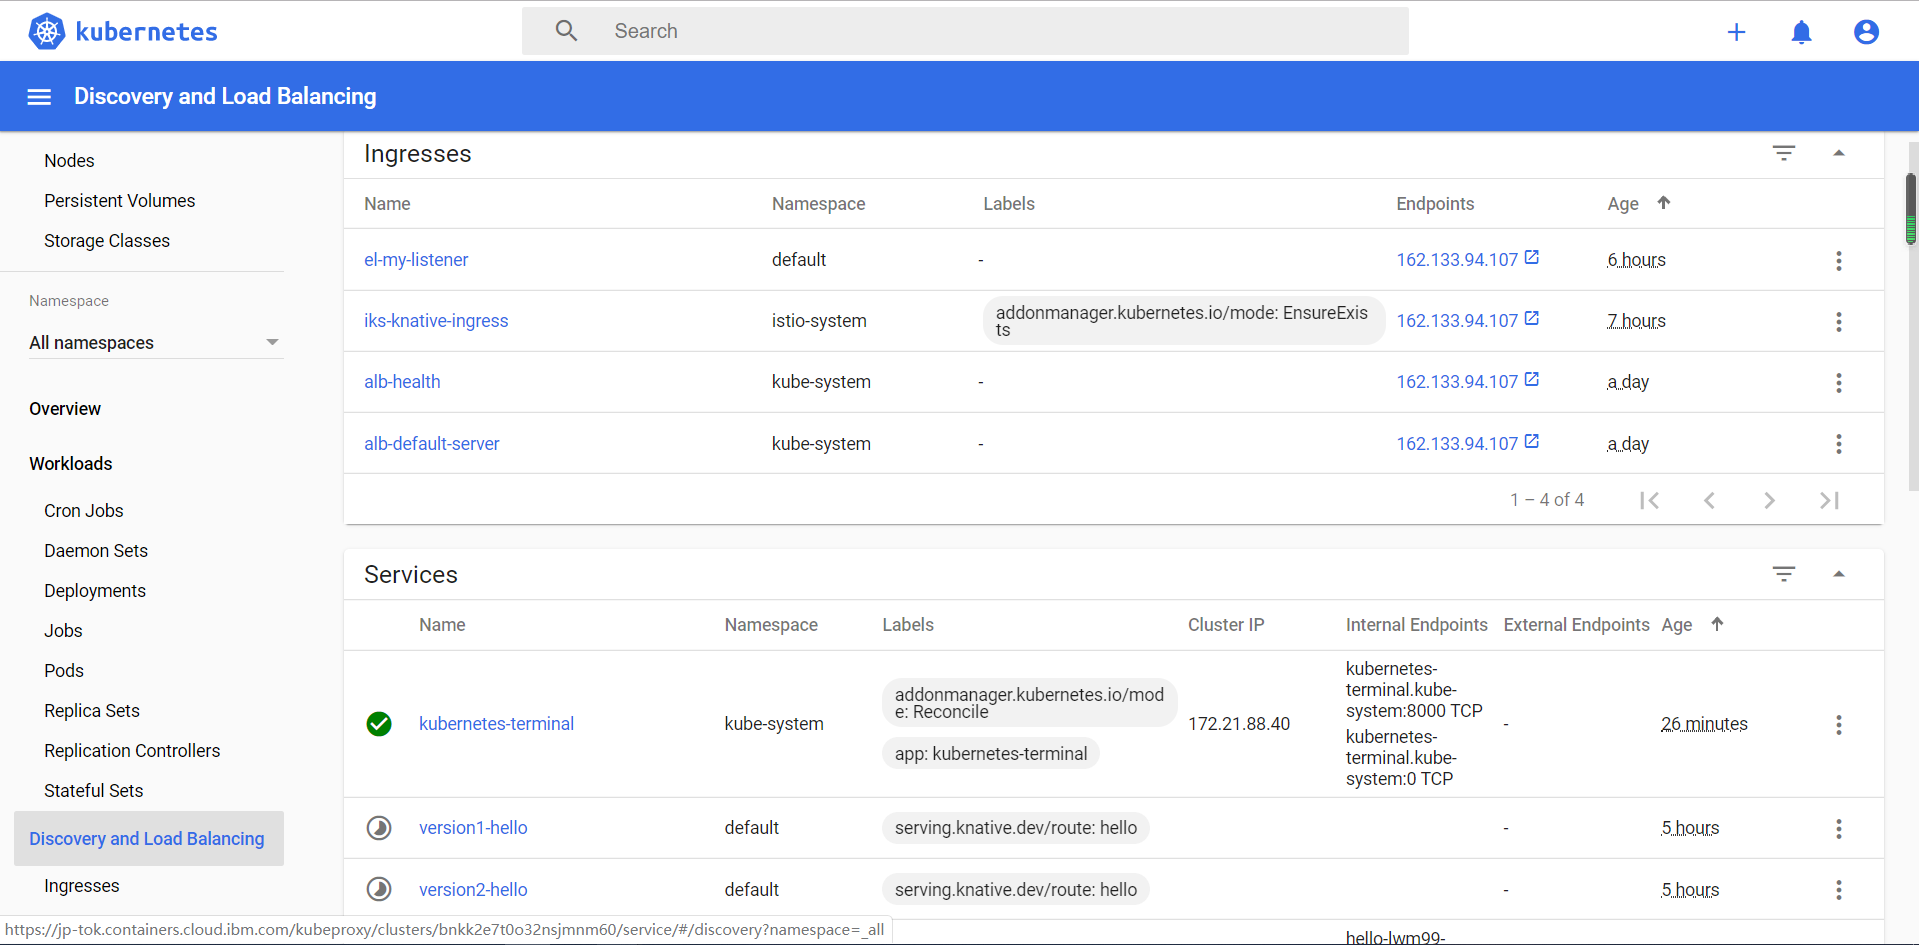 kubernetes
Search
Discovery and Load Balancing
Nodes
Persistent Volumes
Storage Classes
Namespace
All namespaces
Overview
Workloads
Cron Jobs
Daemon Sets
Deployments
Jobs
Pods
Replica Sets
Replication Controllers
Stateful Sets
Discovery and Load Balancing
Ingresses
Ingresses
Name Namespace Labels Endpoints Age
el-my-listener default - 162.133.94.107 6 hours
iks-knative-ingress istio-system addonmanager.kubernetes.io/mode: EnsureExis
ts 162.133.94.107 7 hours
alb-health kube-system - 162.133.94.107 a day
alb-default-server kube-system - 162.133.94.107 a day
1 – 4 of 4
Services
Name Namespace Labels Cluster IP Internal Endpoints External Endpoints Age
kubernetes-terminal kube-system
addonmanager.kubernetes.io/mod
e: Reconcile
app: kubernetes-terminal
172.21.88.40
kubernetes-
terminal.kube-
system:8000 TCP
kubernetes-
terminal.kube-
system:0 TCP
- 26 minutes
version1-hello default serving.knative.dev/route: hello - 5 hours
version2-hello default serving.knative.dev/route: hello - 5 hours
hello-lwm99-
https://jp-tok.containers.cloud.ibm.com/kubeproxy/clusters/bnkk2e7t0o32nsjmnm60/service/#/discovery?namespace=_all